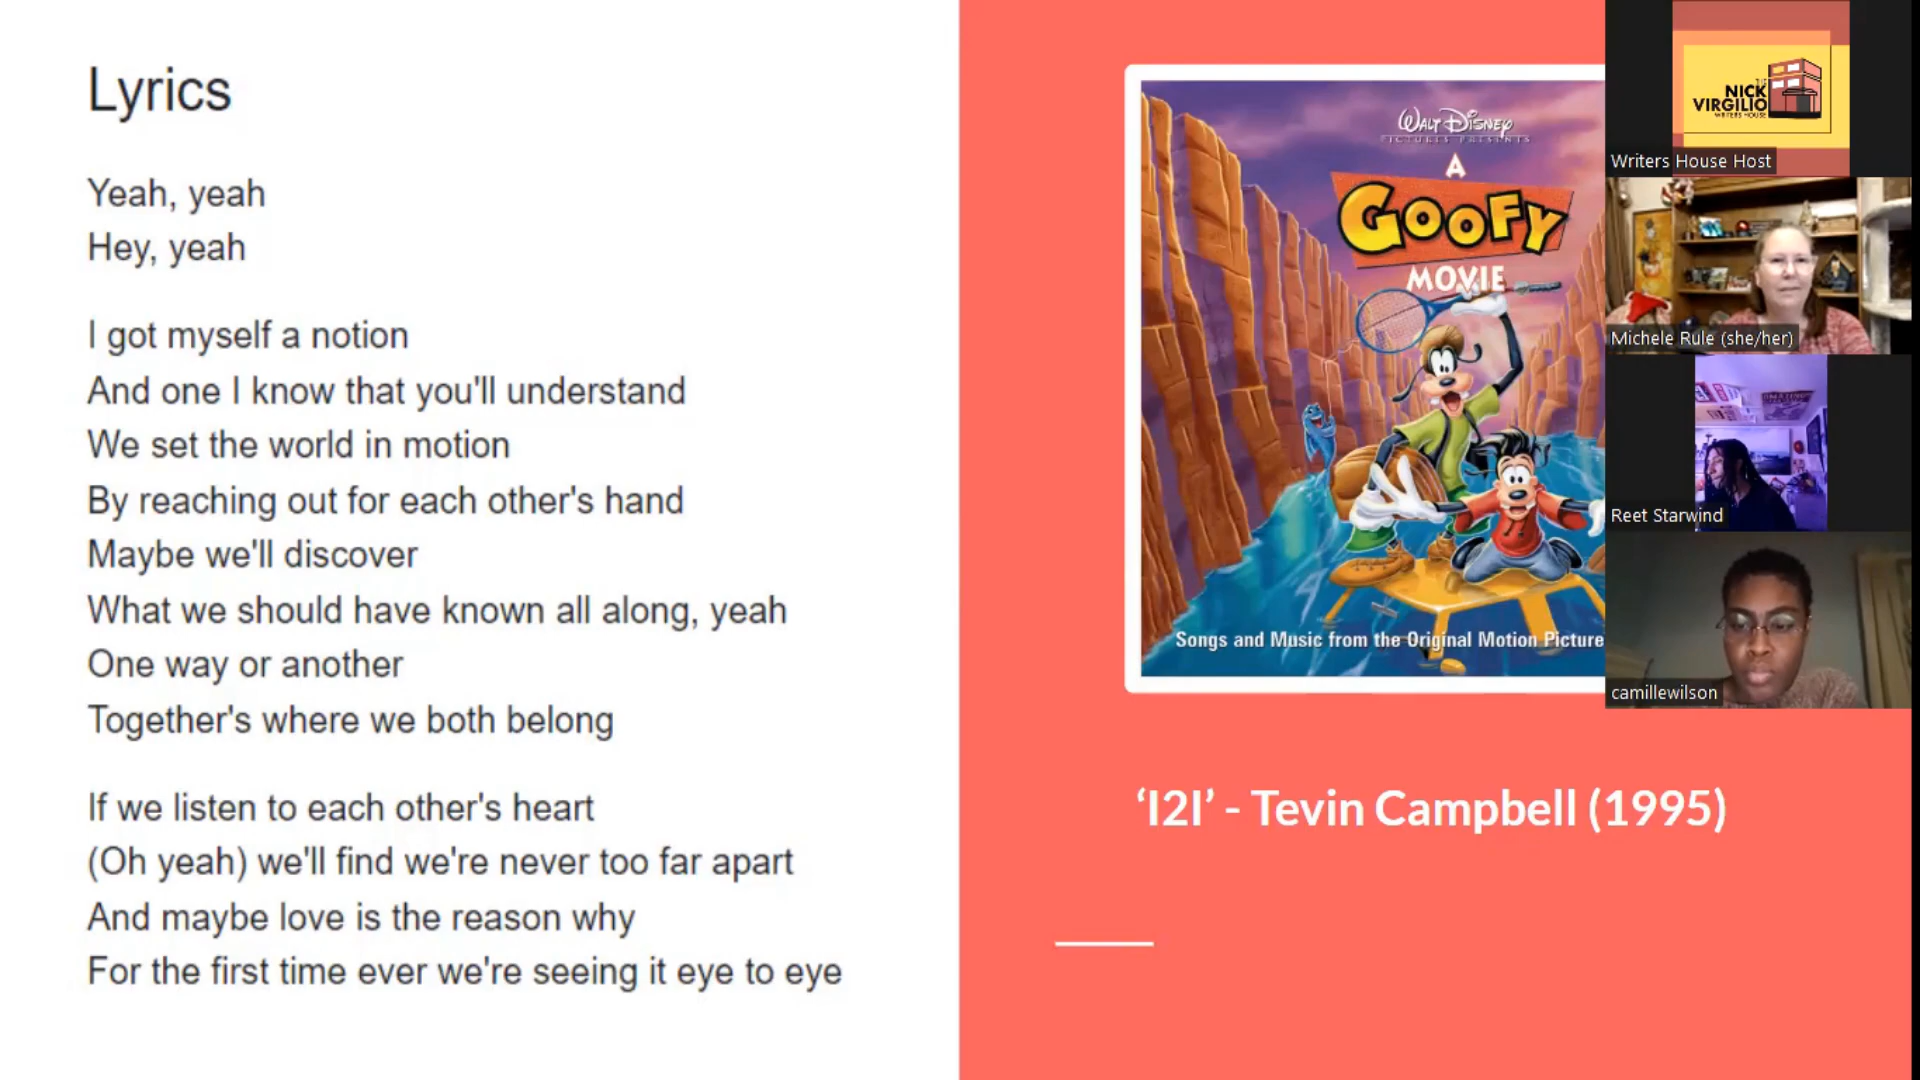 Lyrics
Yeah, yeah
Hey, yeah
I got myself a notion
And one I know that you'll understand
We set the world in motion
By reaching out for each other's hand
Maybe we'll discover
What we should have known all along, yeah
One way or another
Together's where we both belong
If we listen to each other's heart
(Oh yeah) we'll find we're never too far apart
And maybe love is the reason why
For the first time ever we're seeing it eye to eye
WALT DISNEY
PICTURES PRESENTS
A
GOOFY
MOVIE
Songs and Music from the Original Motion Picture
‘I2I’ - Tevin Campbell (1995)
THE
NICK
VIRGILIO
WRITERS HOUSE
Writers House Host
Michele Rule (she/her)
Reet Starwind
camillewilson